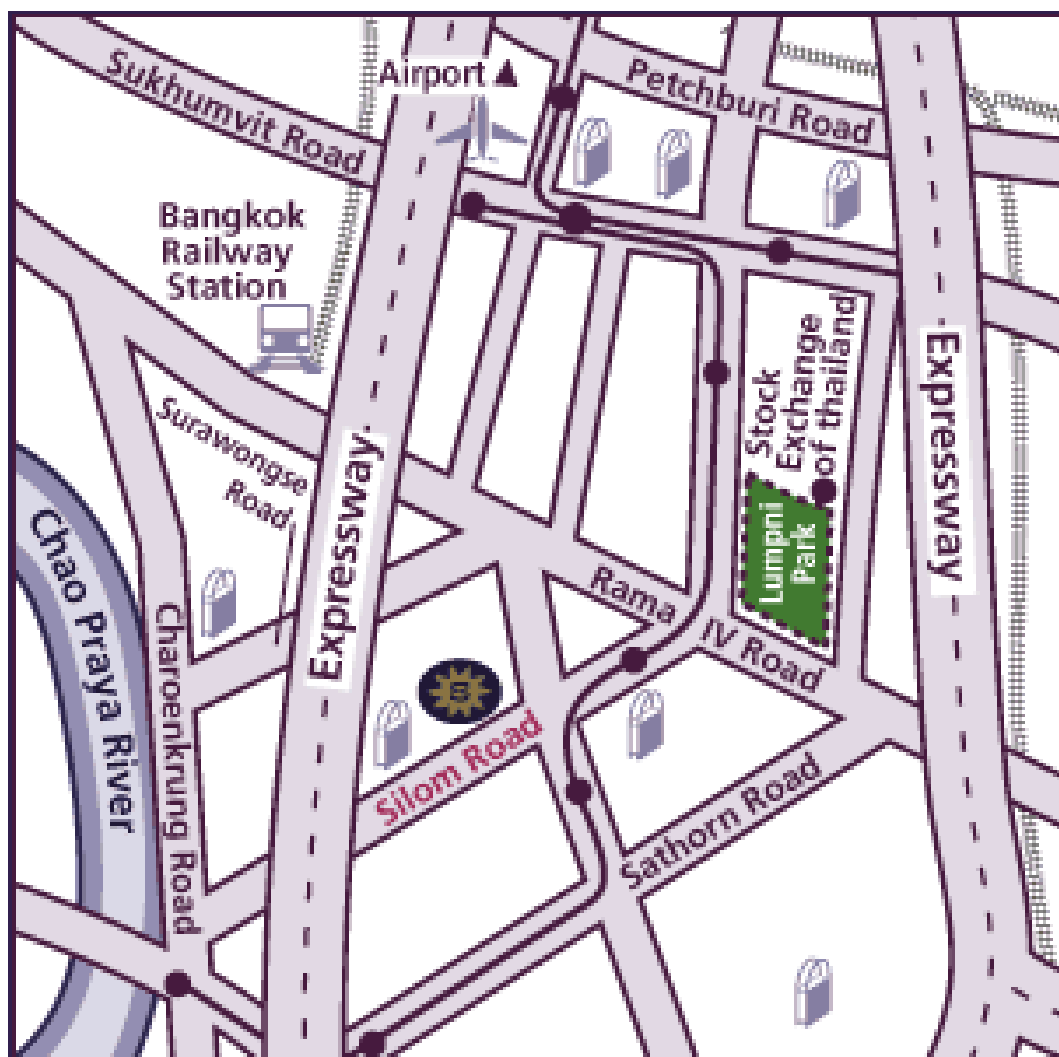 Airport
Sukhumvit Road
Petchburi Road
Bangkok
Railway
Station
Stock
Exchange
of thailand
Expressway
Surawongse
Road
Expressway
Lumpni
Park
Chao Praya River
Rama IV Road
Charoenkrung Road
Silom Road
Sathorn Road